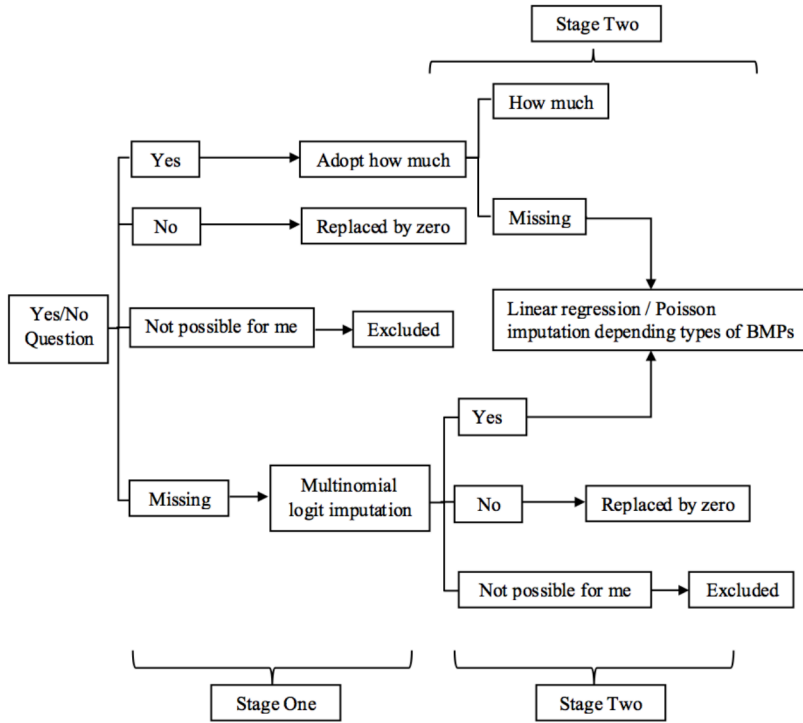 Stage Two
How much
Yes
Adopt how much
No
Replaced by zero
Missing
Yes/No
Question
Not possible for me
Excluded
Linear regression / Poisson
imputation depending types of BMPs
Yes
Missing
Multinomial
logit imputation
No
Replaced by zero
Not possible for me
Excluded
Stage One
Stage Two